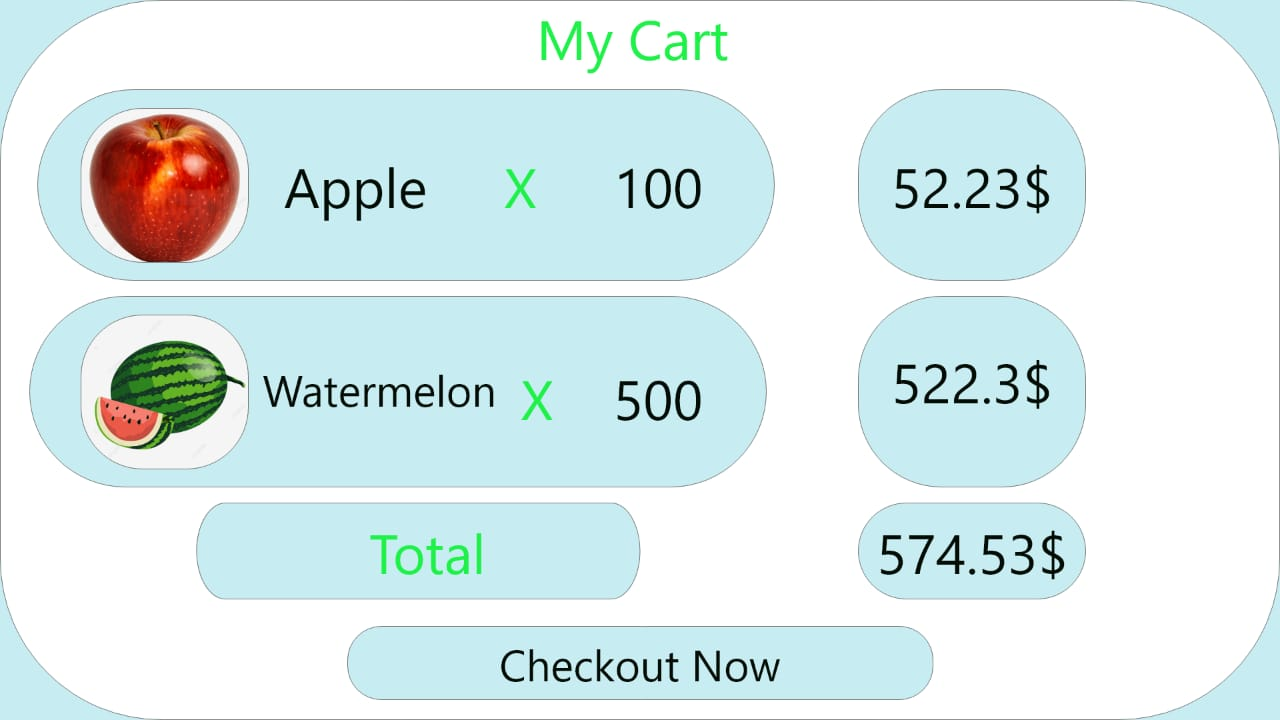 My Cart
Apple X 100 52.23$
Watermelon X 500 522.3$
Total 574.53$
Checkout Now